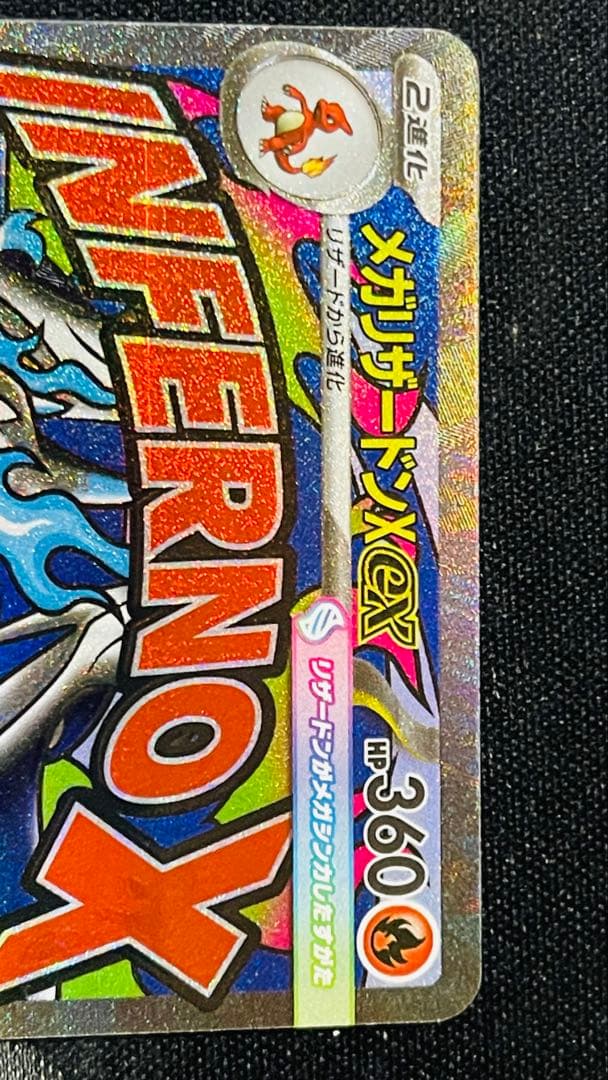 2進化
メガリザードンXex
HP 360
リザードから進化
リザードンがメガシンカしたすがた
INFERNO X